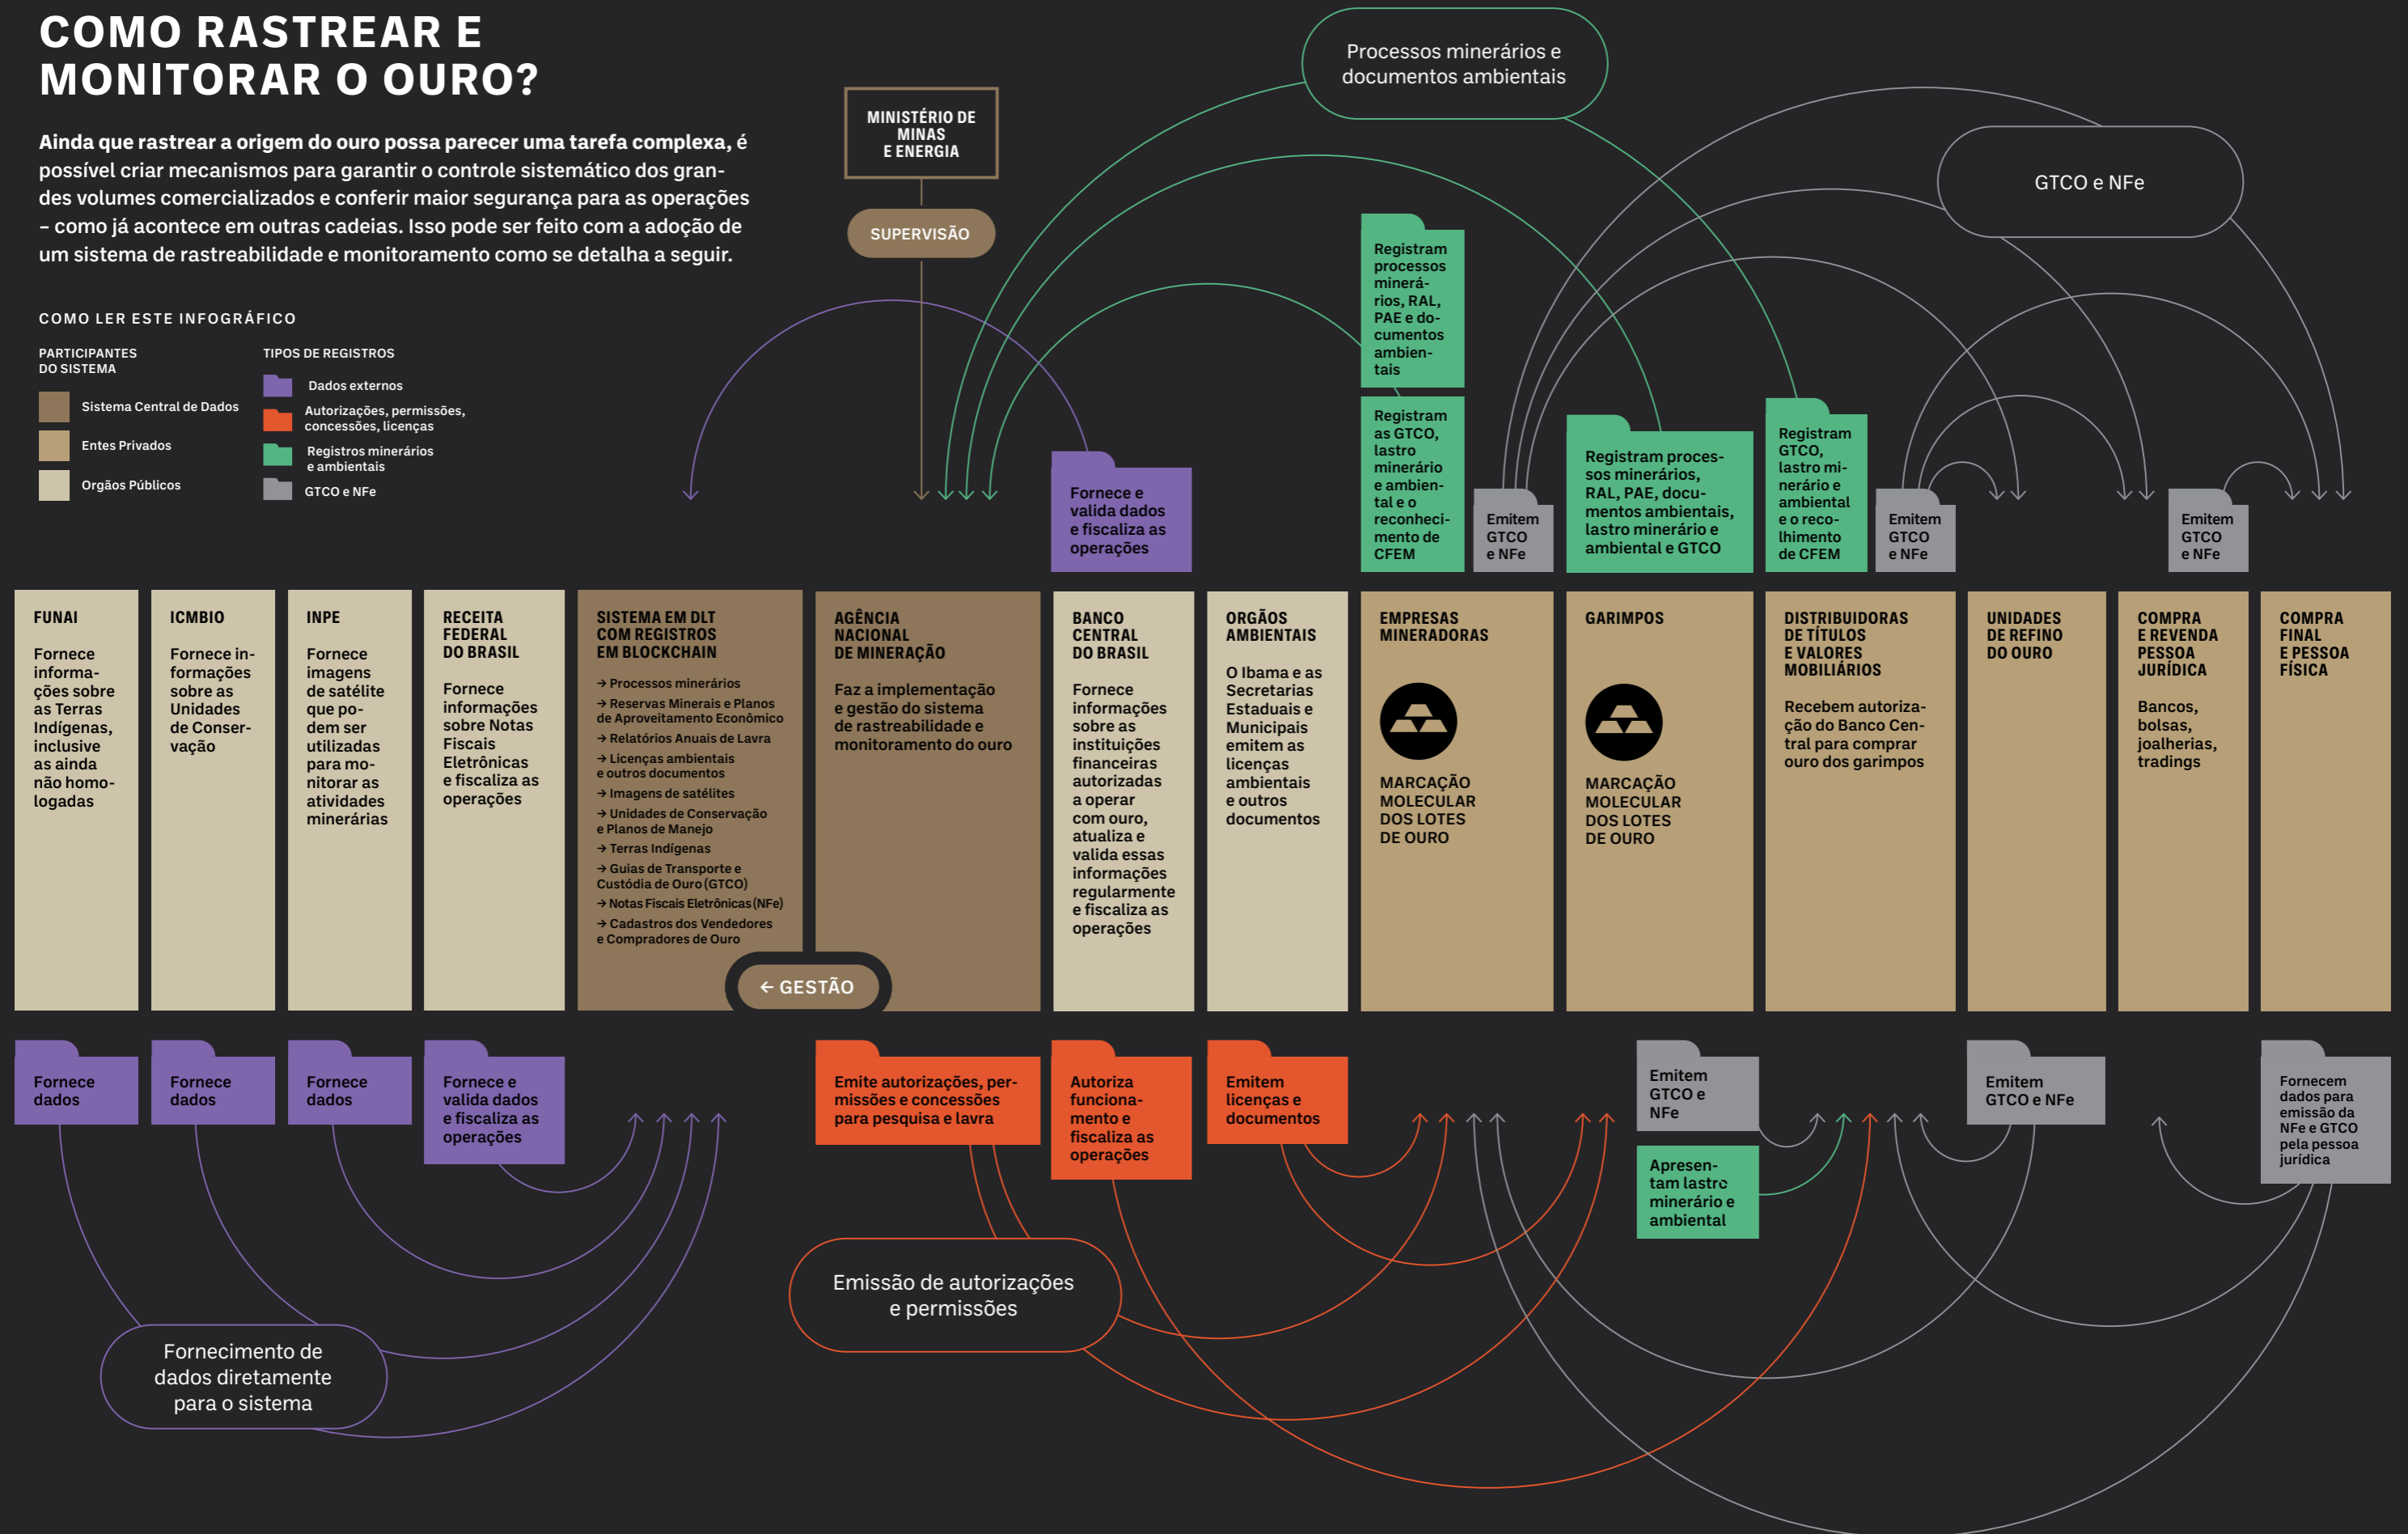 COMO RASTREAR E
MONITORAR O OURO?
Ainda que rastrear a origem do ouro possa parecer uma tarefa complexa, é
possível criar mecanismos para garantir o controle sistemático dos gran-
des volumes comercializados e conferir maior segurança para as operações
– como já acontece em outras cadeias. Isso pode ser feito com a adoção de
um sistema de rastreabilidade e monitoramento como se detalha a seguir.
COMO LER ESTE INFOGRÁFICO
PARTICIPANTES
DO SISTEMA
Sistema Central de Dados
Entes Privados
Orgãos Públicos
TIPOS DE REGISTROS
Dados externos
Autorizações, permissões,
concessões, licenças
Registros minerários
e ambientais
GTCO e NFe
MINISTÉRIO DE
MINAS
E ENERGIA
SUPERVISÃO
Processos minerários e
documentos ambientais
GTCO e NFe
Fornece e
valida dados
e fiscaliza as
operações
Registram
processos
minerá-
rios, RAL,
PAE e do-
cumentos
ambien-
tais
Registram
as GTCO,
lastro
minerário
e ambien-
tal e o
reconheci-
mento de
CFEM
Emitem
GTCO
e NFe
Registram proces-
sos minerários,
RAL, PAE, docu-
mentos ambientais,
lastro minerário e
ambiental e GTCO
Registram
GTCO,
lastro mi-
nerário e
ambiental
e o reco-
lhimento
de CFEM
Emitem
GTCO
e NFe
Emitem
GTCO
e NFe
FUNAI
Fornece
informa-
ções sobre
as Terras
Indígenas,
inclusive
as ainda
não homo-
logadas
ICMBIO
Fornece in-
formações
sobre as
Unidades
de Conser-
vação
INPE
Fornece
imagens
de satélite
que po-
dem ser
utilizadas
para mo-
nitorar as
atividades
minerárias
RECEITA
FEDERAL
DO BRASIL
Fornece
informações
sobre Notas
Fiscais
Eletrônicas
e fiscaliza as
operações
SISTEMA EM DLT
COM REGISTROS
EM BLOCKCHAIN
→ Processos minerários
→ Reservas Minerais e Planos
de Aproveitamento Econômico
→ Relatórios Anuais de Lavra
→ Licenças ambientais
e outros documentos
→ Imagens de satélites
→ Unidades de Conservação
e Planos de Manejo
→ Terras Indígenas
→ Guias de Transporte e
Custódia de Ouro (GTCO)
→ Notas Fiscais Eletrônicas (NFe)
→ Cadastros dos Vendedores
e Compradores de Ouro
← GESTÃO
AGÊNCIA
NACIONAL
DE MINERAÇÃO
Faz a implementação
e gestão do sistema
de rastreabilidade e
monitoramento do ouro
BANCO
CENTRAL
DO BRASIL
Fornece
informações
sobre as
instituições
financeiras
autorizadas
a operar
com ouro,
atualiza e
valida essas
informações
regularmente
e fiscaliza as
operações
ORGÃOS
AMBIENTAIS
O Ibama e as
Secretarias
Estaduais e
Municipais
emitem as
licenças
ambientais
e outros
documentos
EMPRESAS
MINERADORAS
MARCAÇÃO
MOLECULAR
DOS LOTES
DE OURO
GARIMPOS
MARCAÇÃO
MOLECULAR
DOS LOTES
DE OURO
DISTRIBUIDORAS
DE TÍTULOS
E VALORES
MOBILIÁRIOS
Recebem autoriza-
ção do Banco Cen-
tral para comprar
ouro dos garimpos
UNIDADES
DE REFINO
DO OURO
COMPRA
E REVENDA
PESSOA
JURÍDICA
Bancos,
bolsas,
joalherias,
tradings
COMPRA
FINAL
E PESSOA
FÍSICA
Fornece
dados
Fornece
dados
Fornece
dados
Fornece e
valida dados
e fiscaliza as
operações
Emite autorizações, per-
missões e concessões
para pesquisa e lavra
Autoriza
funciona-
mento e
fiscaliza as
operações
Emitem
licenças e
documentos
Emitem
GTCO e
NFe
Apresen-
tam lastro
minerário e
ambiental
Emitem
GTCO e NFe
Fornecem
dados para
emissão da
NFe e GTCO
pela pessoa
jurídica
Emissão de autorizações
e permissões
Fornecimento de
dados diretamente
para o sistema